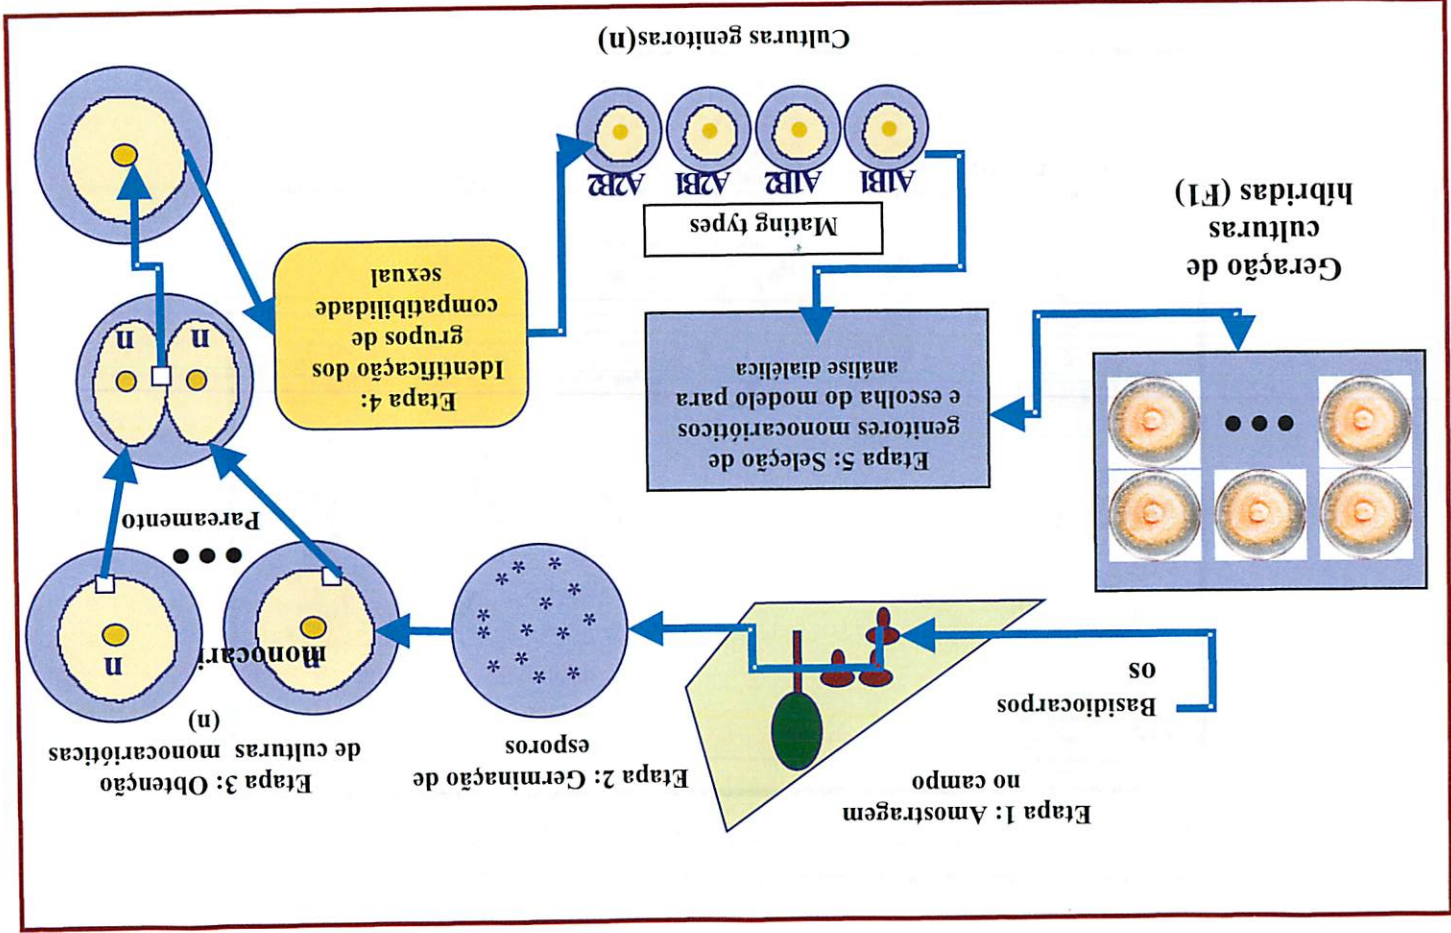 Etapa 1: Amostragem
no campo
Basidiocarpos
os
Etapa 2: Germinação de
esporos
Etapa 3: Obtenção
de culturas monocarióticas
(n)
n
monocari
n
Pareamento
n
n
Etapa 4:
Identificação dos
grupos de
compatibilidade
sexual
Etapa 5: Seleção de
genitores monocarióticos
e escolha do modelo para
análise dialélica
Geração de
culturas
híbridas (F1)
Mating types
A1B1
A1B2
A2B1
A2B2
Culturas genitoras(n)